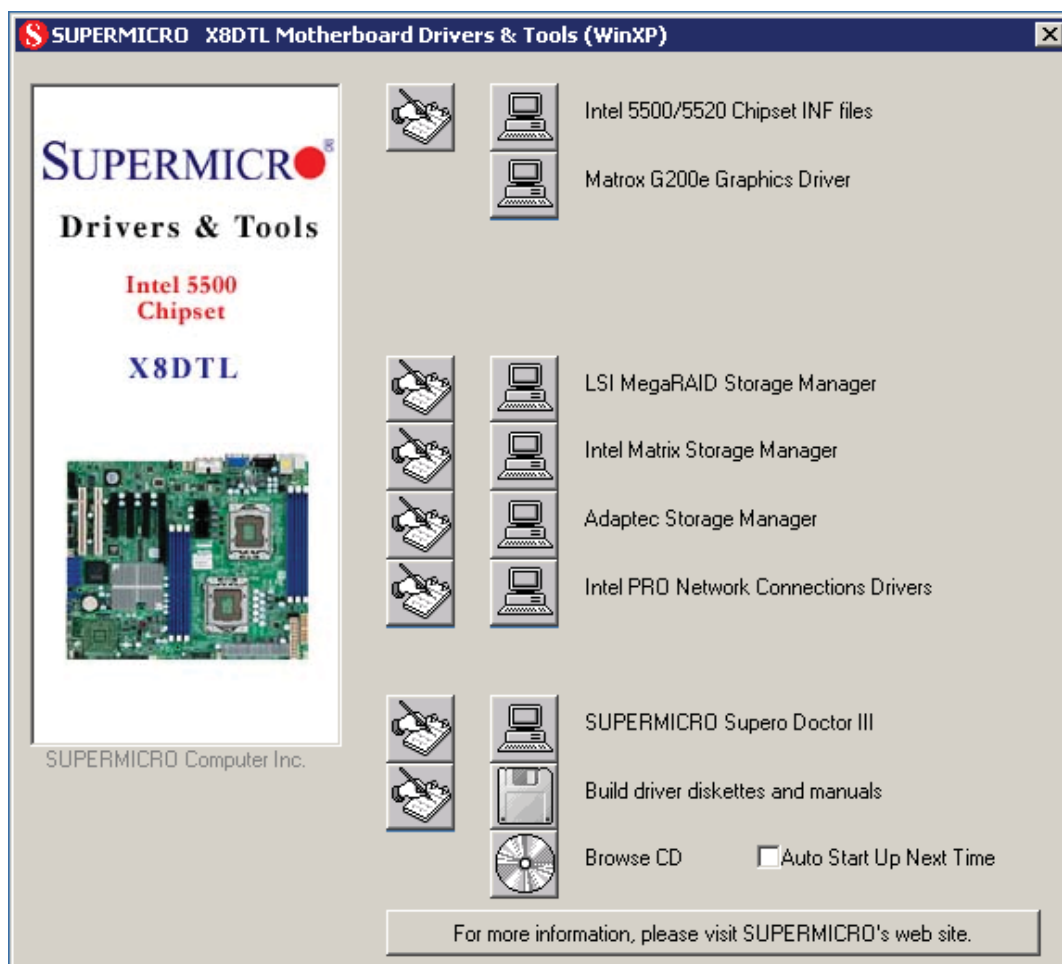 SUPERMICRO X8DTL Motherboard Drivers & Tools (WinXP)
SUPERMICRO®
Drivers & Tools
Intel 5500
Chipset
X8DTL
SUPERMICRO Computer Inc.
Intel 5500/5520 Chipset INF files
Matrox G200e Graphics Driver
LSI MegaRAID Storage Manager
Intel Matrix Storage Manager
Adaptec Storage Manager
Intel PRO Network Connections Drivers
SUPERMICRO Supero Doctor III
Build driver diskettes and manuals
Browse CD
Auto Start Up Next Time
For more information, please visit SUPERMICRO's web site.